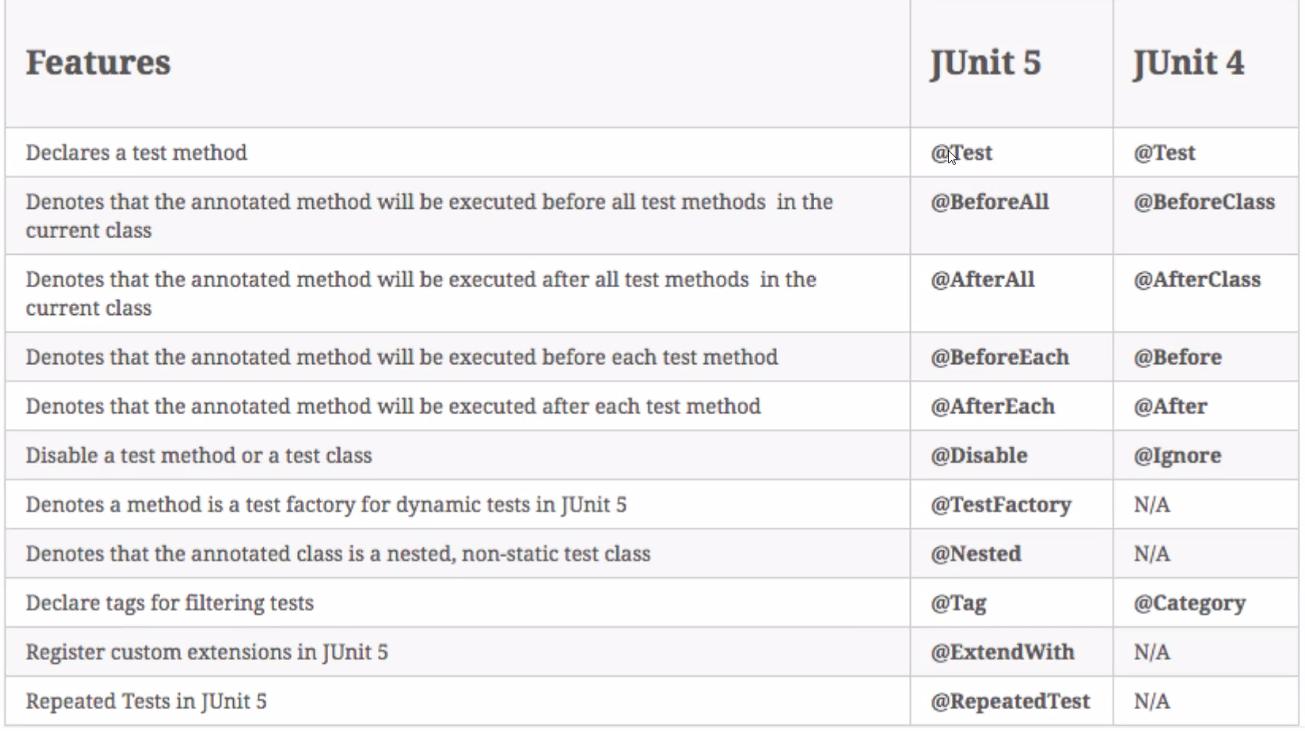 Features JUnit 5 JUnit 4
Declares a test method @Test @Test
Denotes that the annotated method will be executed before all test methods in the @BeforeAll @BeforeClass
current class
Denotes that the annotated method will be executed after all test methods in the @AfterAll @AfterClass
current class
Denotes that the annotated method will be executed before each test method @BeforeEach @Before
Denotes that the annotated method will be executed after each test method @AfterEach @After
Disable a test method or a test class @Disable @Ignore
Denotes a method is a test factory for dynamic tests in JUnit 5 @TestFactory N/A
Denotes that the annotated class is a nested, non-static test class @Nested N/A
Declare tags for filtering tests @Tag @Category
Register custom extensions in JUnit 5 @ExtendWith N/A
Repeated Tests in JUnit 5 @RepeatedTest N/A